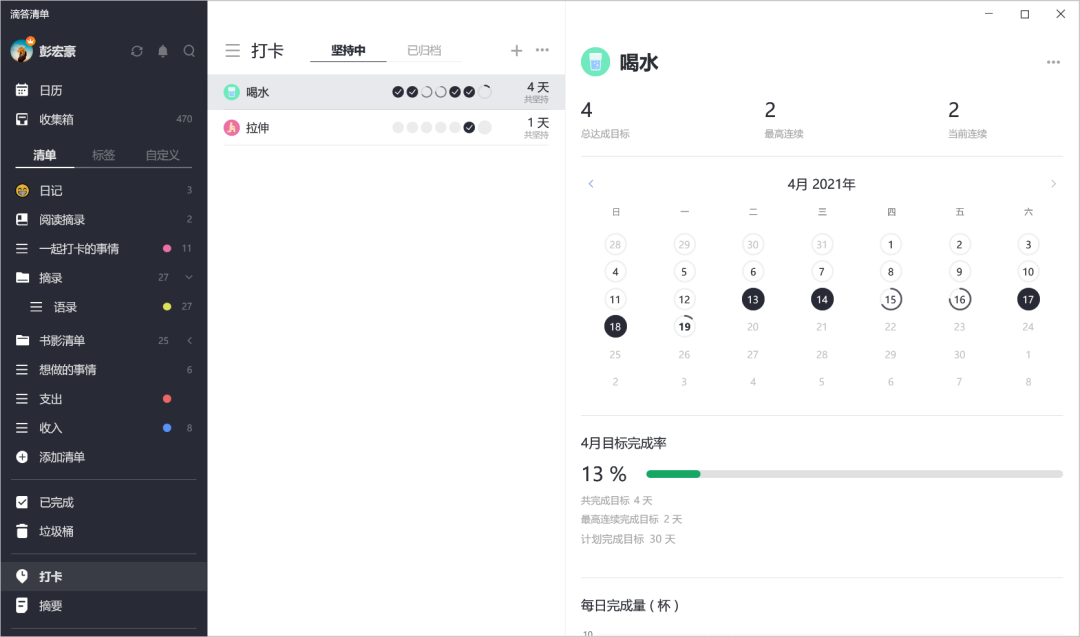 滴答清单
彭宏豪
日历
收集箱 470
清单 标签 自定义
日记 3
阅读摘录 2
一起打卡的事情 11
摘录 27
语录 27
书影清单 25
想做的事情 6
支出
收入 8
添加清单
已完成
垃圾桶
打卡
摘要
打卡 坚持中 已归档
喝水 4 天
共坚持
拉伸 1 天
共坚持
喝水
4 2 2
总达成目标 最高连续 当前连续
4月 2021年
日 一 二 三 四 五 六
28 29 30 31 1 2 3
4 5 6 7 8 9 10
11 12 13 14 15 16 17
18 19 20 21 22 23 24
25 26 27 28 29 30 1
2 3 4 5 6 7 8
4月目标完成率
13 %
共完成目标 4 天
最高连续完成目标 2 天
计划完成目标 30 天
每日完成量 ( 杯 )
10